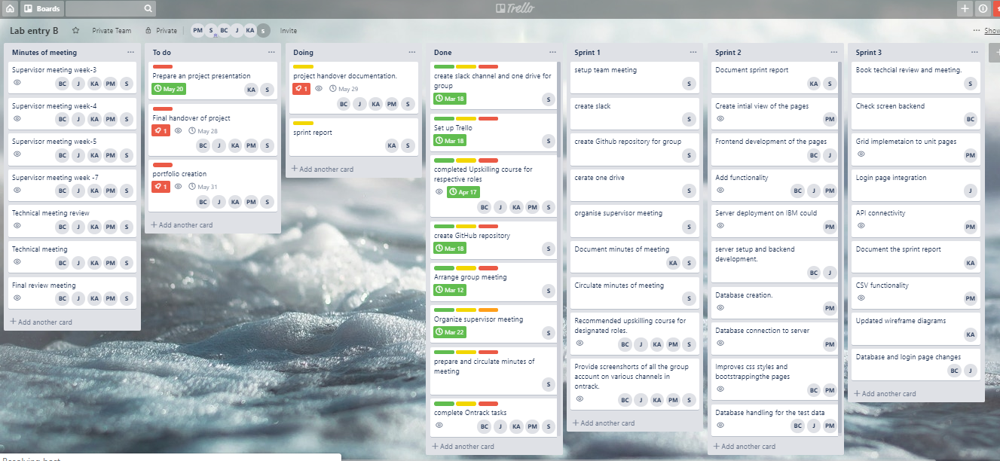 Boards
Trello
Lab entry B
Private Team
Private
PM S BC J KA s
Invite
Show
Minutes of meeting
Supervisor meeting week-3
BC J KA PM S
Supervisor meeting week-4
BC J KA PM S
Supervisor meeting week-5
BC J KA PM S
Supervisor meeting week -7
BC J KA PM S
Technical meeting review
BC J KA PM S
Technical meeting
BC J KA PM S
Final review meeting
BC J KA PM S
+ Add another card
To do
Prepare an project presentation
May 20
KA S
Final handover of project
1 May 28
BC J KA PM S
portfolio creation
1 May 31
BC J KA PM S
+ Add another card
Doing
project handover documentation.
1 May 29
BC J KA PM S
sprint report
KA S
+ Add another card
Done
create slack channel and one drive for
group
Mar 18
S
Set up Trello
Mar 18
S
completed Upskilling course for
respective roles
Apr 17
BC J KA PM S
create GitHub repository
Mar 18
S
Arrange group meeting
Mar 12
S
Organize supervisor meeting
Mar 22
S
prepare and circulate minutes of
meeting
S
complete Ontrack tasks
BC J KA PM S
+ Add another card
Sprint 1
setup team meeting
S
create slack
S
create Github repository for group
S
cerate one drive
S
organise supervisor meeting
S
Document minutes of meeting
KA S
Circulate minutes of meeting
S
Recommended upskilling course for
designated roles.
BC J KA PM S
Provide screenshorts of all the group
account on various channels in
ontrack.
BC J KA PM S
+ Add another card
Sprint 2
Document sprint report
KA S
Create intial view of the pages
PM
Frontend development of the pages
BC J
Add functionality
BC J PM
Server deployment on IBM could
PM
server setup and backend
development.
BC J
Database creation.
PM
Database connection to server
PM
Improves css styles and
bootstrappingthe pages
BC PM
Database handling for the test data
BC J PM
+ Add another card
Sprint 3
Book techcial review and meeting.
S
Check screen backend
BC
Grid implemetaion to unit pages
PM
Login page integration
J
API connectivity
PM
Document the sprint report
KA
CSV functionality
PM
Updated wireframe diagrams
KA
Database and login page changes
BC J
+ Add another card